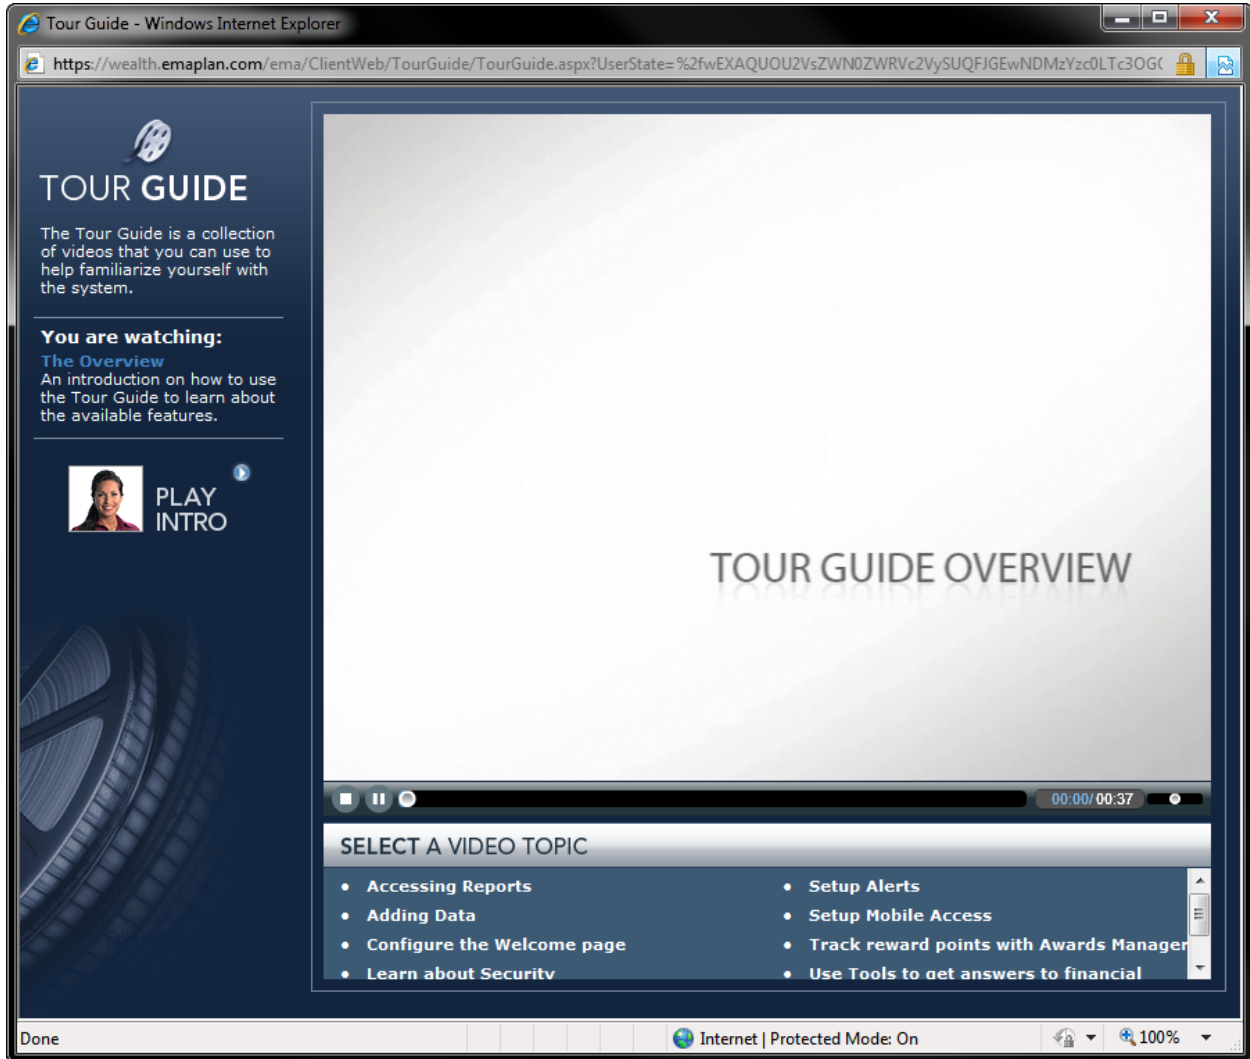 Tour Guide - Windows Internet Explorer
https://wealth.emaplan.com/ema/ClientWeb/TourGuide/TourGuide.aspx?UserState=%2fwEXAQUOU2VsZWN0ZWRVc2VySUQFJGEwNDMzYzc0LTc3OG
TOUR GUIDE
The Tour Guide is a collection
of videos that you can use to
help familiarize yourself with
the system.
You are watching:
The Overview
An introduction on how to use
the Tour Guide to learn about
the available features.
PLAY
INTRO
TOUR GUIDE OVERVIEW
00:00/00:37
SELECT A VIDEO TOPIC
• Accessing Reports
• Adding Data
• Configure the Welcome page
• Learn about Security
• Setup Alerts
• Setup Mobile Access
• Track reward points with Awards Manager
• Use Tools to get answers to financial
Done
Internet | Protected Mode: On
100%